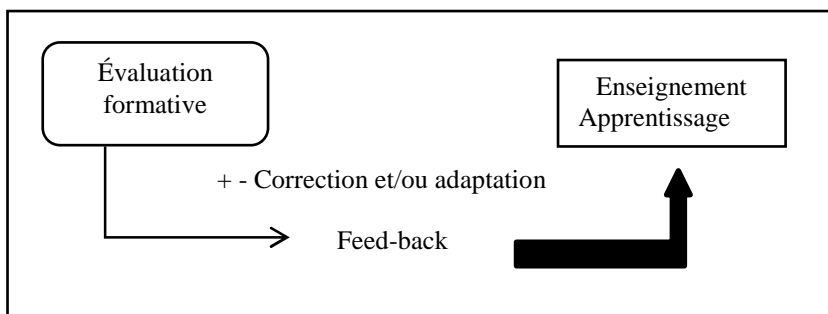 Évaluation
formative
Enseignement
Apprentissage
+ - Correction et/ou adaptation
Feed-back